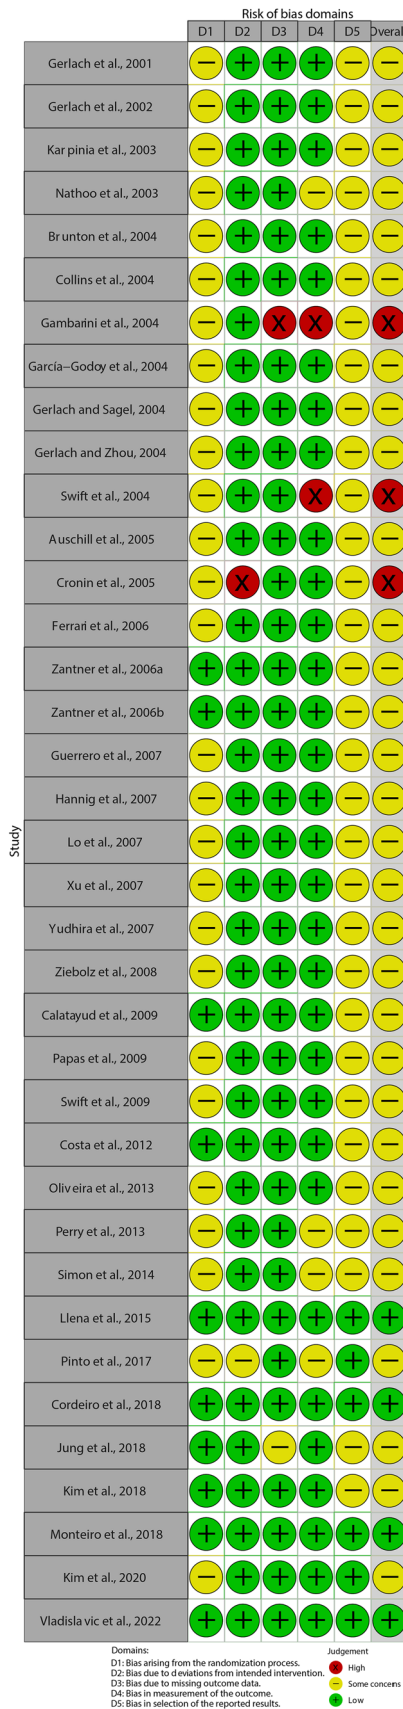 Risk of bias domains
D1 D2 D3 D4 D5 Overal
Study
Gerlach et al., 2001 − + + + − −
Gerlach et al., 2002 − + + + − −
Kar pinia et al., 2003 − + + + − −
Nathoo et al., 2003 − + + − − −
Br unton et al., 2004 − + + + − −
Collins et al., 2004 − + + + − −
Gambarini et al., 2004 − + X X − X
García–Godoy et al., 2004 − + + + − −
Gerlach and Sagel, 2004 − + + + − −
Gerlach and Zhou, 2004 − + + + − −
Swift et al., 2004 − + + X − X
Auschill et al., 2005 − + + + − −
Cronin et al., 2005 − X + + − X
Ferrari et al., 2006 − + + + − −
Zantner et al., 2006a + + + + − −
Zantner et al., 2006b + + + + − −
Guerrero et al., 2007 − + + + − −
Hannig et al., 2007 − + + + − −
Lo et al., 2007 − + + + − −
Xu et al., 2007 − + + + − −
Yudhira et al., 2007 − + + + − −
Ziebolz et al., 2008 − + + + − −
Calatayud et al., 2009 + + + + − −
Papas et al., 2009 − + + + − −
Swift et al., 2009 − + + + − −
Costa et al., 2012 + + + + − −
Oliv eira et al., 2013 − + + + − −
Perry et al., 2013 − + + − − −
Simon et al., 2014 − + + − − −
Llena et al., 2015 + + + + + +
Pinto et al., 2017 − − + − + −
Cordeiro et al., 2018 + + + + + +
Jung et al., 2018 + + − + − −
Kim et al., 2018 + + + + − −
Monteiro et al., 2018 + + + + + +
Kim et al., 2020 − + + + + −
Vladisla vic et al., 2022 + + + + + +
Domains:
D1: Bias arising from the randomization process.
D2: Bias due to deviations from intended intervention.
D3: Bias due to missing outcome data.
D4: Bias in measurement of the outcome.
D5: Bias in selection of the reported results.
Judgement
X High
− Some concerns
+ Low